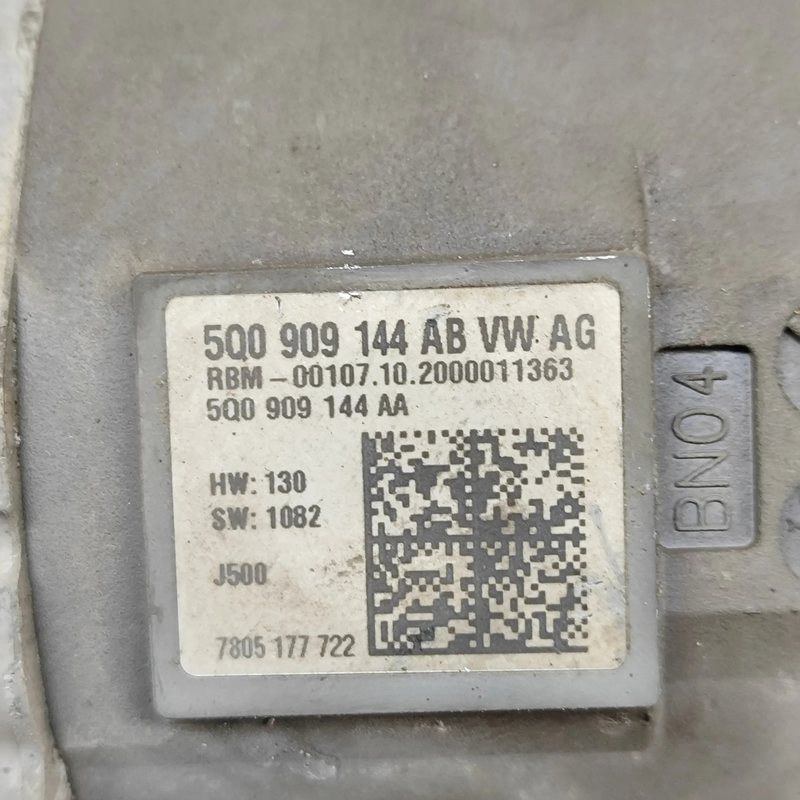 5Q0 909 144 AB VW AG
RBM-00107.10.2000011363
5Q0 909 144 AA
HW: 130
SW: 1082
J500
7805 177 722
BN04